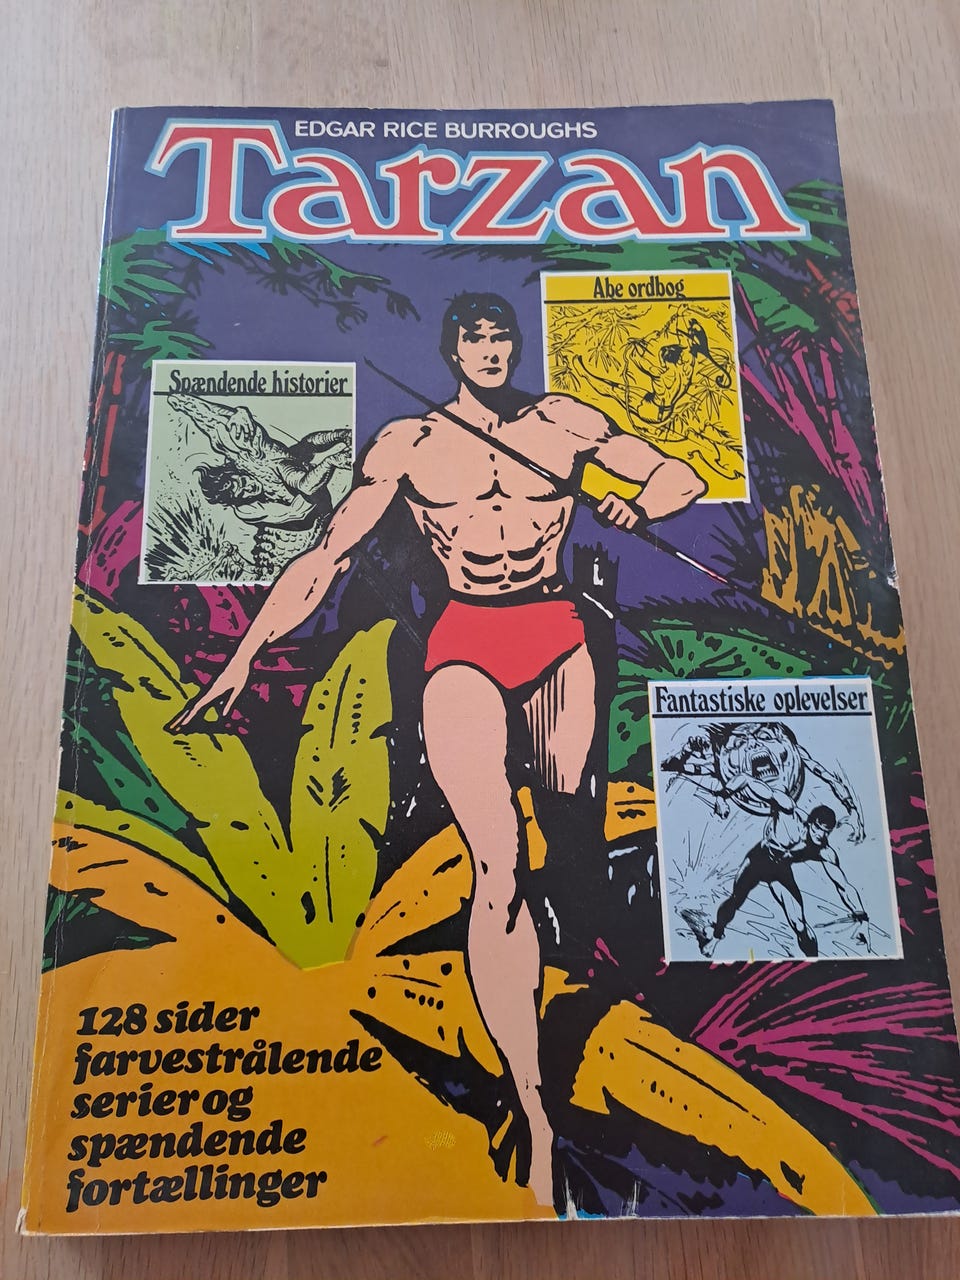 EDGAR RICE BURROUGHS
Tarzan
Abe ordbog
Spændende historier
Fantastiske oplevelser
128 sider
farvestrålende
serier og
spændende
fortællinger